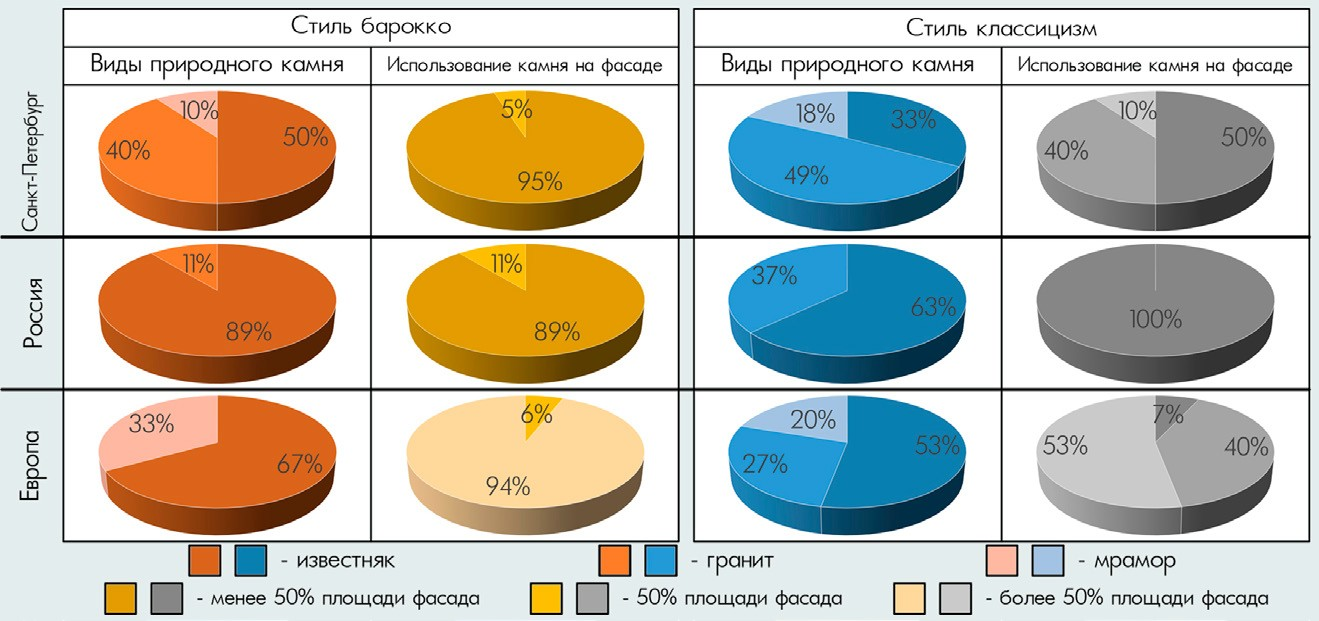 Стиль барокко
Стиль классицизм
Виды природного камня
Использование камня на фасаде
Виды природного камня
Использование камня на фасаде
Санкт-Петербург
10%
50%
40%
5%
95%
18%
33%
49%
10%
50%
40%
Россия
11%
89%
11%
89%
37%
63%
100%
Европа
33%
67%
6%
94%
20%
53%
27%
7%
53%
40%
- известняк
- гранит
- мрамор
- менее 50% площади фасада
- 50% площади фасада
- более 50% площади фасада